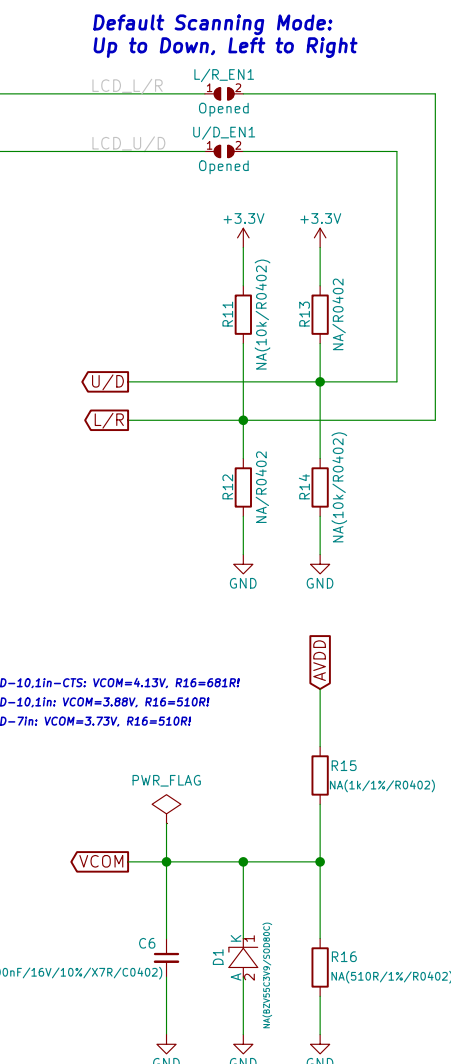 Default Scanning Mode:
Up to Down, Left to Right
L/R_EN1
LCD_L/R
1 2
Opened
U/D_EN1
LCD_U/D
1 2
Opened
+3.3V
+3.3V
R11
NA(10k/R0402)
R13
NA/R0402
U/D
L/R
R12
NA/R0402
R14
NA(10k/R0402)
GND
GND
AVDD
D-10.1in-CTS: VCOM=4.13V, R16=681R!
D-10.1in: VCOM=3.88V, R16=510R!
D-7in: VCOM=3.73V, R16=510R!
R15
NA(1k/1%/R0402)
PWR_FLAG
VCOM
C6
00nF/16V/10%/X7R/C0402)
D1
K 1
A 2
NA(BZV55C3V9/SOD80C)
R16
NA(510R/1%/R0402)
GND
GND
GND